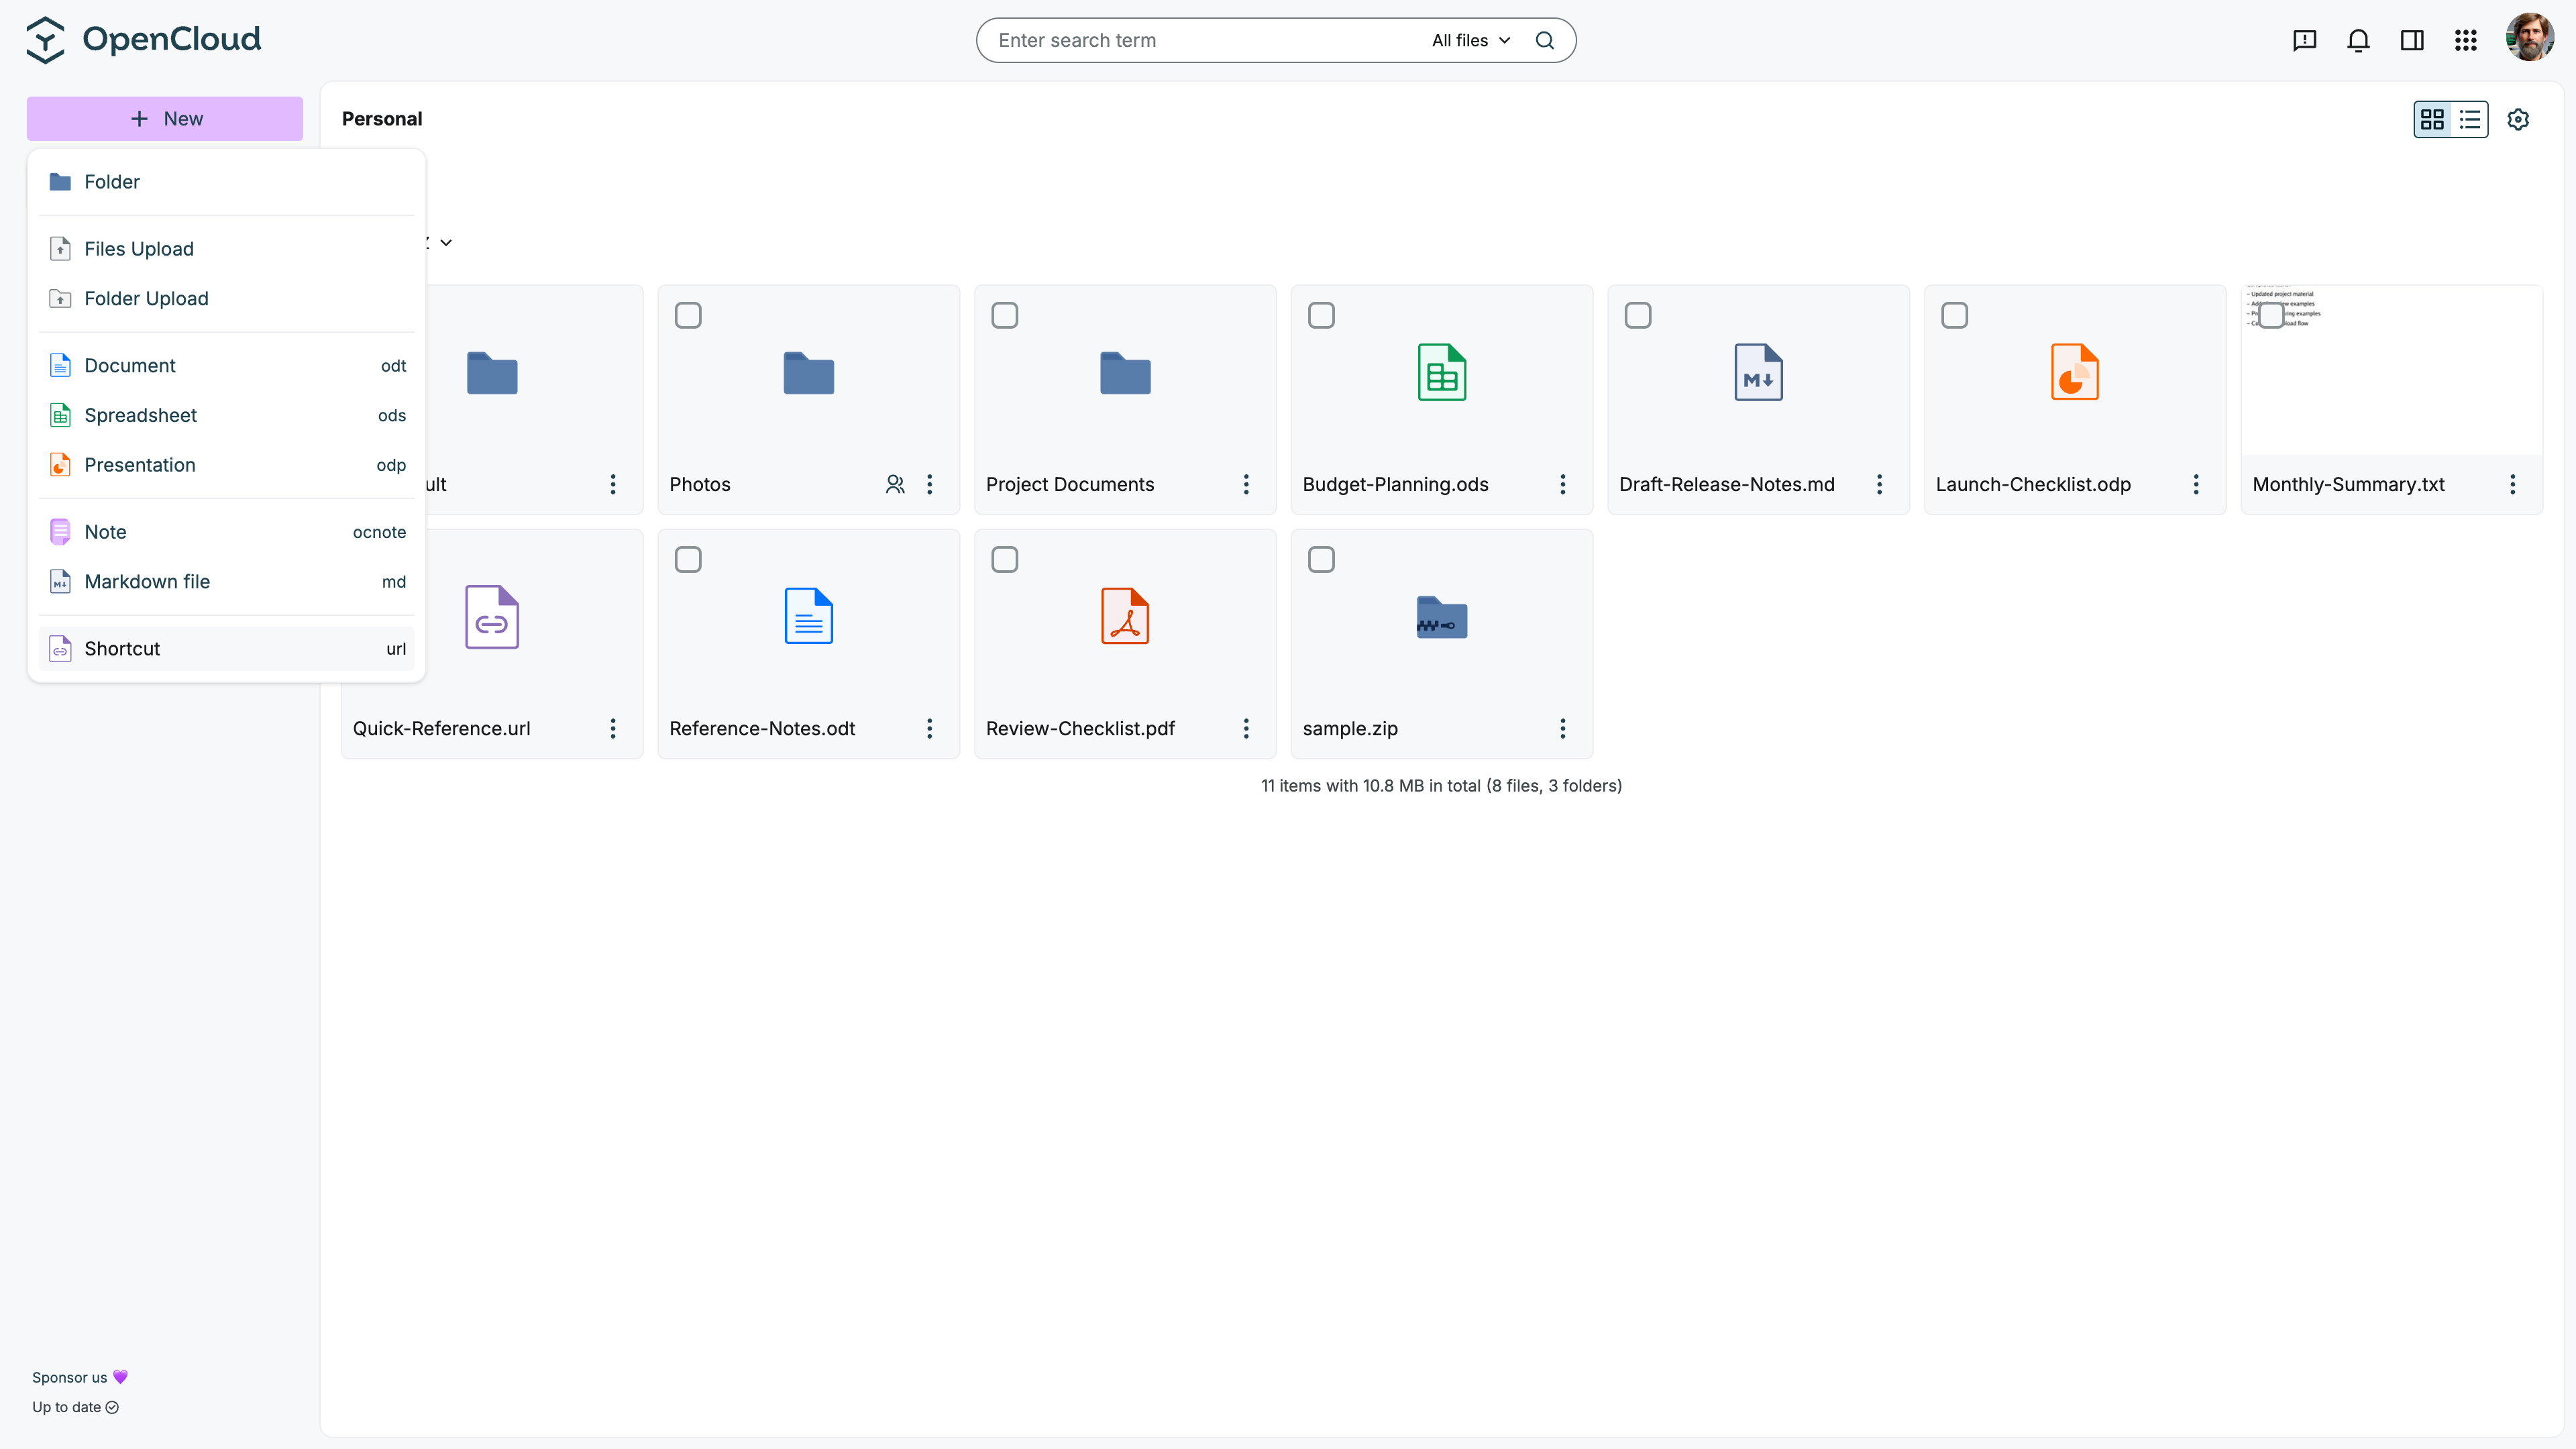 OpenCloud
Enter search term
All files
New
Personal
Folder
Files Upload
Folder Upload
Document odt
Spreadsheet ods
Presentation odp
Note ocnote
Markdown file md
Shortcut url
ult
Photos
Project Documents
Budget-Planning.ods
Draft-Release-Notes.md
Launch-Checklist.odp
- Updated project material
Monthly-Summary.txt
Quick-Reference.url
Reference-Notes.odt
Review-Checklist.pdf
sample.zip
11 items with 10.8 MB in total (8 files, 3 folders)
Sponsor us 💜
Up to date